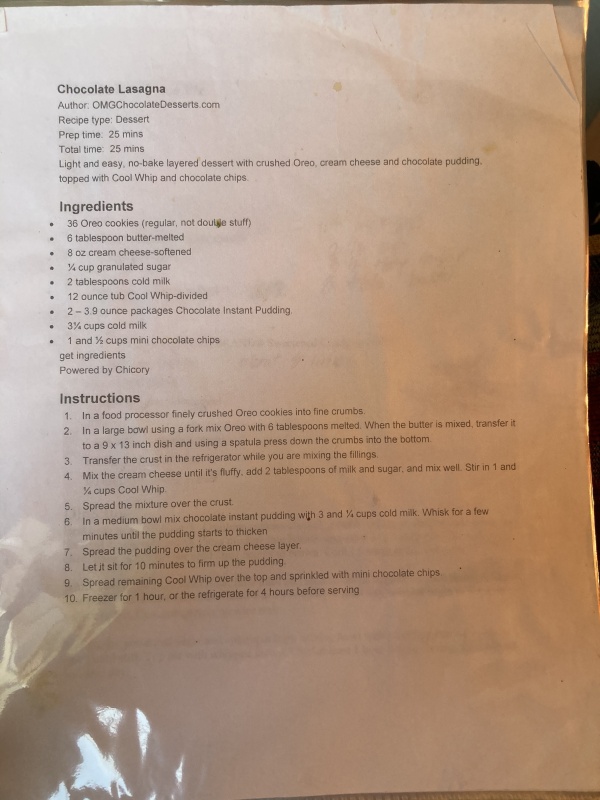 Chocolate Lasagna
Author: OMGChocolateDesserts.com
Recipe type: Dessert
Prep time: 25 mins
Total time: 25 mins
Light and easy, no-bake layered dessert with crushed Oreo, cream cheese and chocolate pudding,
topped with Cool Whip and chocolate chips.
Ingredients
• 36 Oreo cookies (regular, not double stuff)
• 6 tablespoon butter-melted
• 8 oz cream cheese-softened
• ¼ cup granulated sugar
• 2 tablespoons cold milk
• 12 ounce tub Cool Whip-divided
• 2 – 3.9 ounce packages Chocolate Instant Pudding.
• 3¼ cups cold milk
• 1 and ½ cups mini chocolate chips
get ingredients
Powered by Chicory
Instructions
1. In a food processor finely crushed Oreo cookies into fine crumbs.
2. In a large bowl using a fork mix Oreo with 6 tablespoons melted. When the butter is mixed, transfer it
to a 9 x 13 inch dish and using a spatula press down the crumbs into the bottom.
3. Transfer the crust in the refrigerator while you are mixing the fillings.
4. Mix the cream cheese until it's fluffy, add 2 tablespoons of milk and sugar, and mix well. Stir in 1 and
¼ cups Cool Whip.
5. Spread the mixture over the crust.
6. In a medium bowl mix chocolate instant pudding with 3 and ¼ cups cold milk. Whisk for a few
minutes until the pudding starts to thicken
7. Spread the pudding over the cream cheese layer.
8. Let it sit for 10 minutes to firm up the pudding
9. Spread remaining Cool Whip over the top and sprinkled with mini chocolate chips.
10. Freezer for 1 hour, or the refrigerate for 4 hours before serving